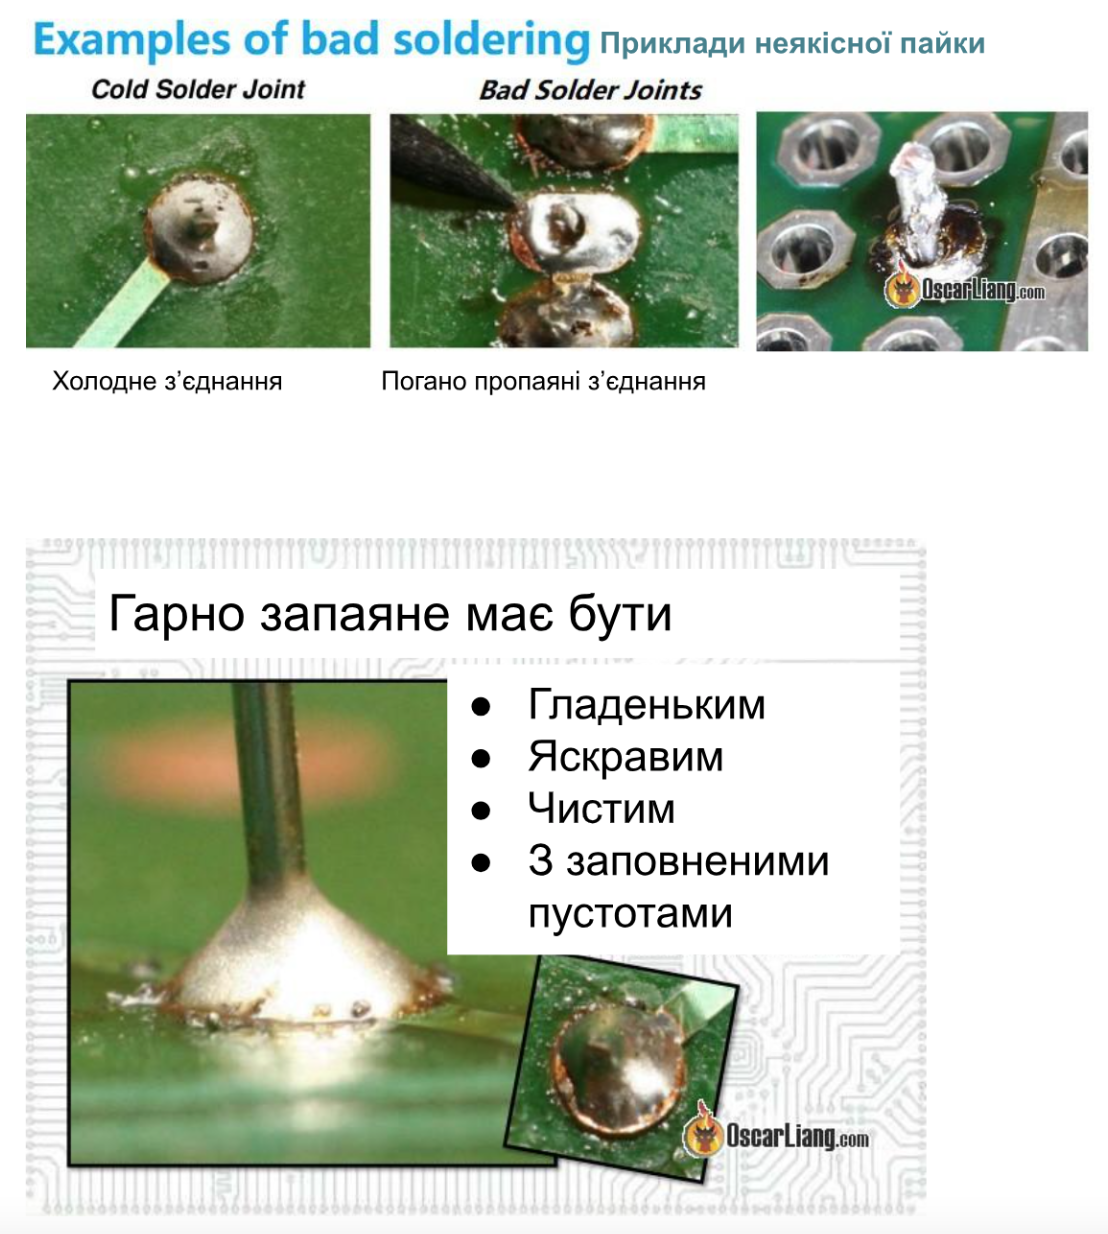 Examples of bad soldering Приклади неякісної пайки
Cold Solder Joint
Bad Solder Joints
OscarLiang.com
Холодне з’єднання
Погано пропаяні з’єднання
Гарно запаяне має бути
● Гладеньким
● Яскравим
● Чистим
● З заповненими
пустотами
OscarLiang.com